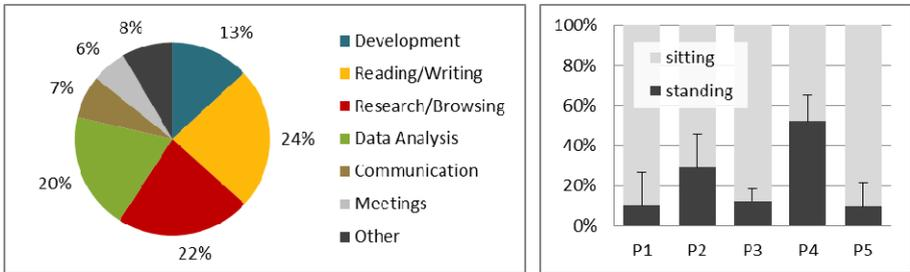 8%
13%
6%
7%
24%
20%
22%
Development
Reading/Writing
Research/Browsing
Data Analysis
Communication
Meetings
Other
100%
80%
60%
40%
20%
0%
sitting
standing
P1 P2 P3 P4 P5